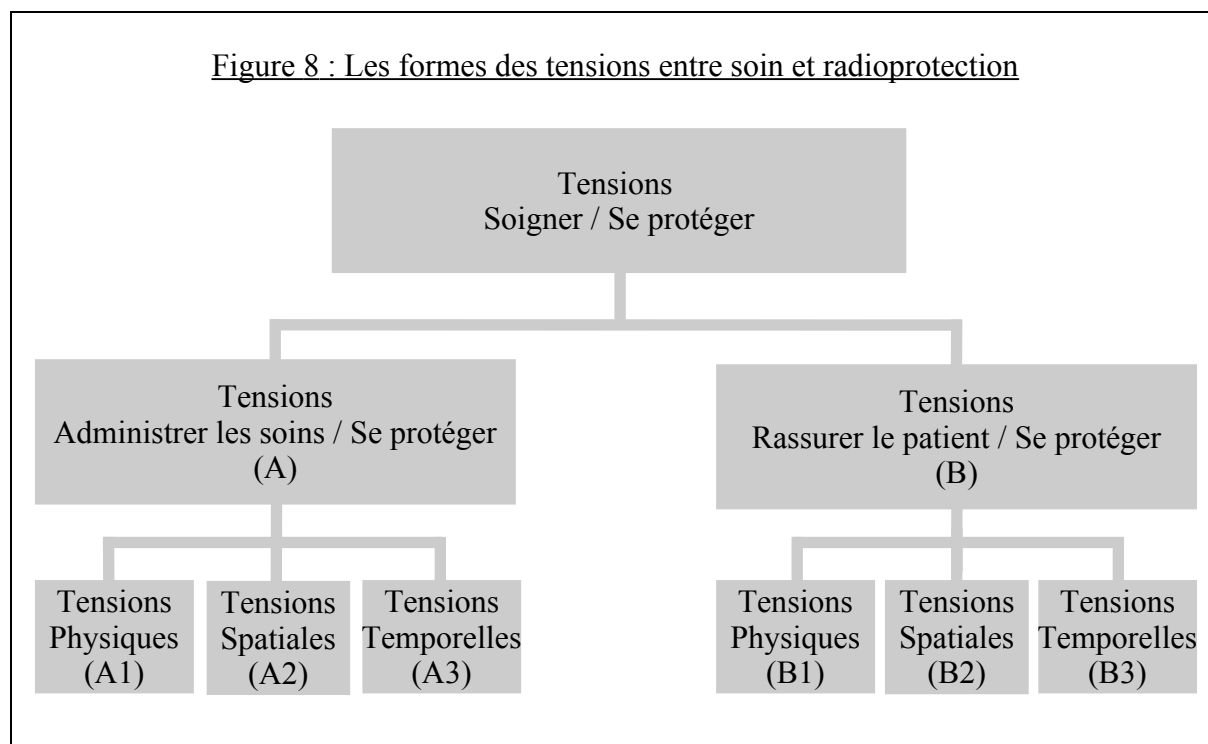 Figure 8 : Les formes des tensions entre soin et radioprotection
Tensions
Soigner / Se protéger
Tensions
Administrer les soins / Se protéger
(A)
Tensions
Rassurer le patient / Se protéger
(B)
Tensions
Physiques
(A1)
Tensions
Spatiales
(A2)
Tensions
Temporelles
(A3)
Tensions
Physiques
(B1)
Tensions
Spatiales
(B2)
Tensions
Temporelles
(B3)